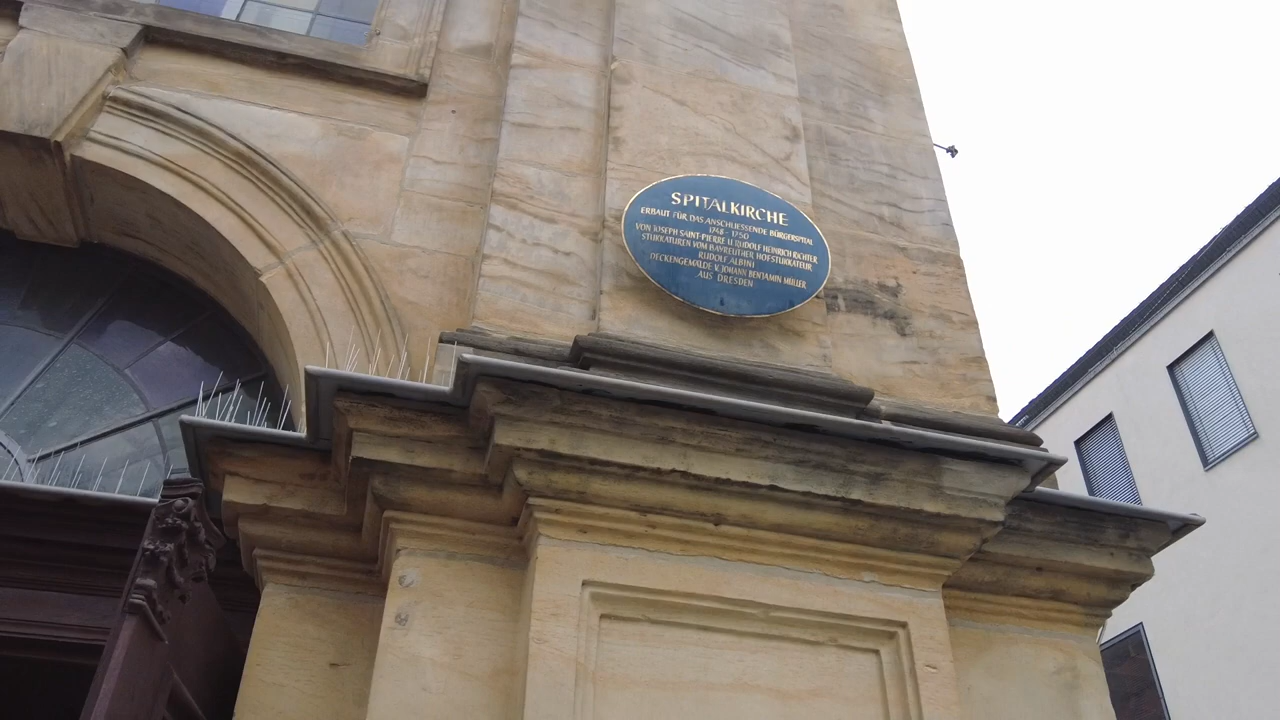 SPITALKIRCHE
ERBAUT FÜR DAS ANSCHLIESSENDE BÜRGERSPITAL
1748 - 1750
VON JOSEPH SAINT-PIERRE U. RUDOLF HEINRICH RICHTER
STUKKATUREN VOM BAYREUTHER HOFSTUKKATEUR
RUDOLF ALBINI
DECKENGEMÄLDE V. JOHANN BENJAMIN MÜLLER
AUS DRESDEN